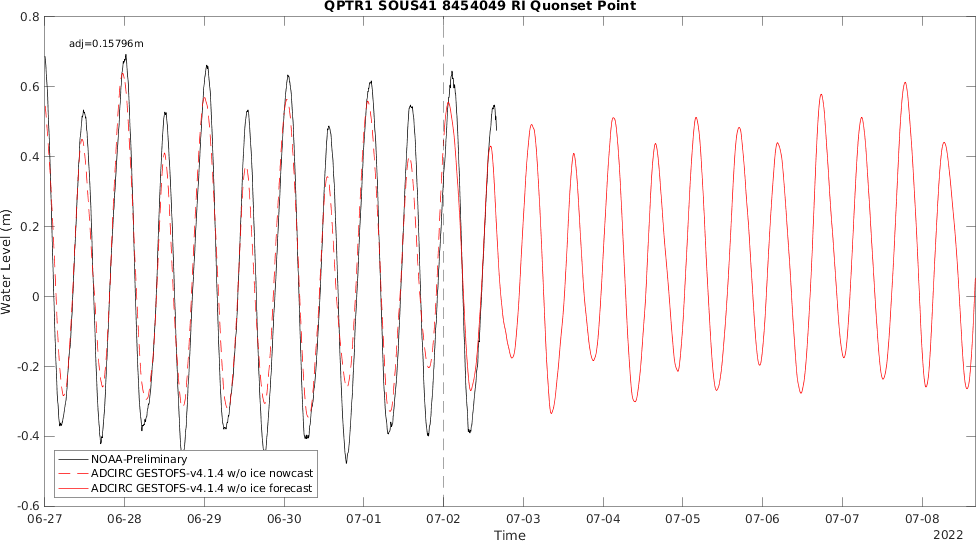 QPTR1 SOUS41 8454049 RI Quonset Point
adj=0.15796m
0.8
0.6
0.4
0.2
0
-0.2
-0.4
-0.6
Water Level (m)
NOAA-Preliminary
ADCIRC GESTOFS-v4.1.4 w/o ice nowcast
ADCIRC GESTOFS-v4.1.4 w/o ice forecast
06-27 06-28 06-29 06-30 07-01 07-02 07-03 07-04 07-05 07-06 07-07 07-08
Time
2022